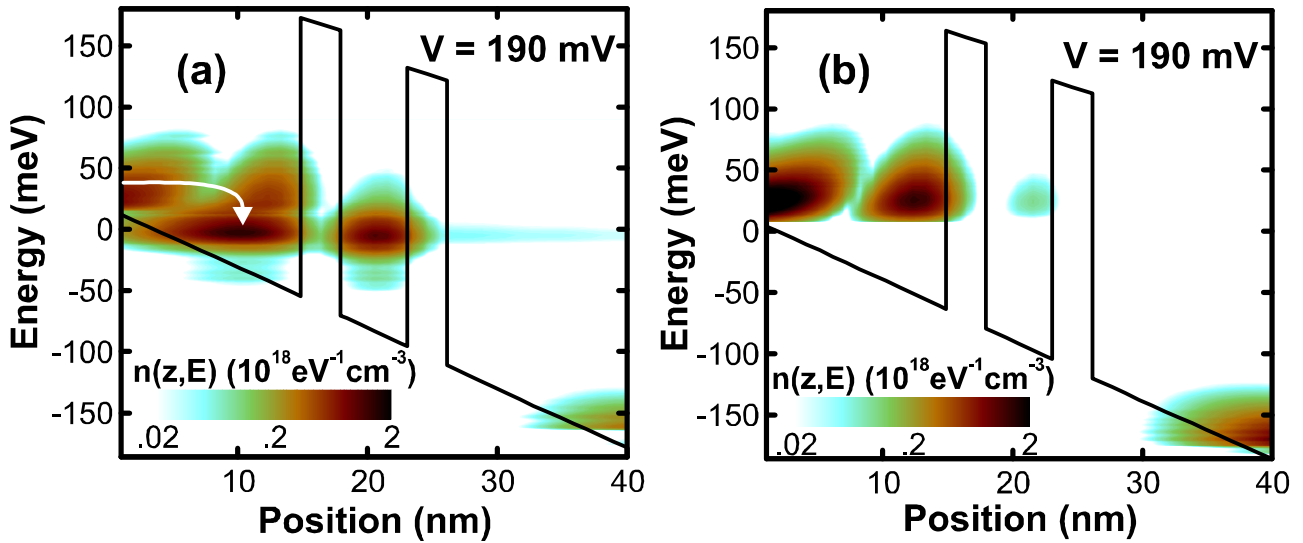 (a)
V = 190 mV
Energy (meV)
150
100
50
0
-50
-100
-150
n(z,E) (10¹⁸eV⁻¹cm⁻³)
.02 .2 2
10 20 30 40
Position (nm)
(b)
V = 190 mV
Energy (meV)
150
100
50
0
-50
-100
-150
n(z,E) (10¹⁸eV⁻¹cm⁻³)
.02 .2 2
10 20 30 40
Position (nm)